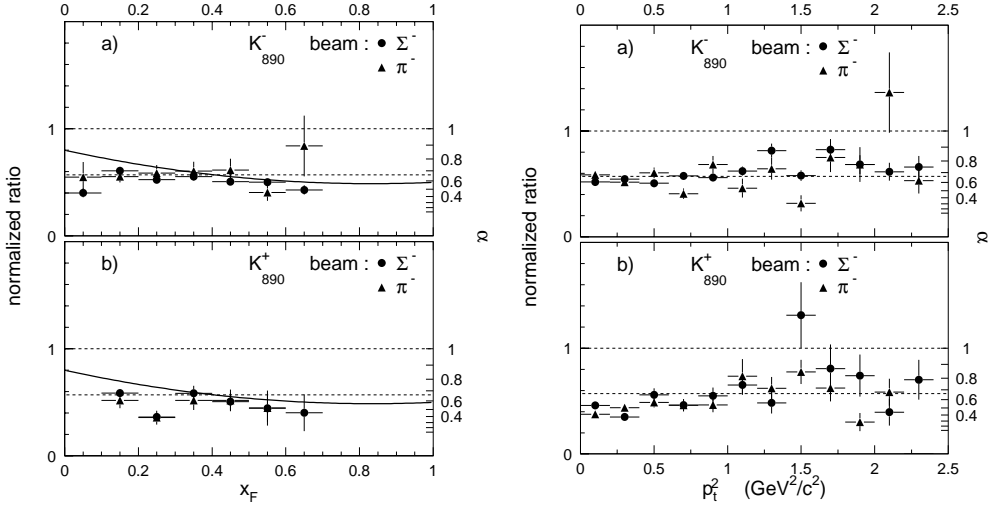 0 0.2 0.4 0.6 0.8 1
a) K⁻₈₉₀ beam : ● Σ⁻
▲ π⁻
1 1
0.8
0.6
0.4
0
b) K⁺₈₉₀ beam : ● Σ⁻
▲ π⁻
1 1
0.8
0.6
0.4
0
0 0.2 0.4 0.6 0.8 1
x_F
normalized ratio
α
0 0.5 1 1.5 2 2.5
a) K⁻₈₉₀ beam : ● Σ⁻
▲ π⁻
1 1
0.8
0.6
0.4
0
b) K⁺₈₉₀ beam : ● Σ⁻
▲ π⁻
1 1
0.8
0.6
0.4
0
0 0.5 1 1.5 2 2.5
p_t² (GeV²/c²)
normalized ratio
α